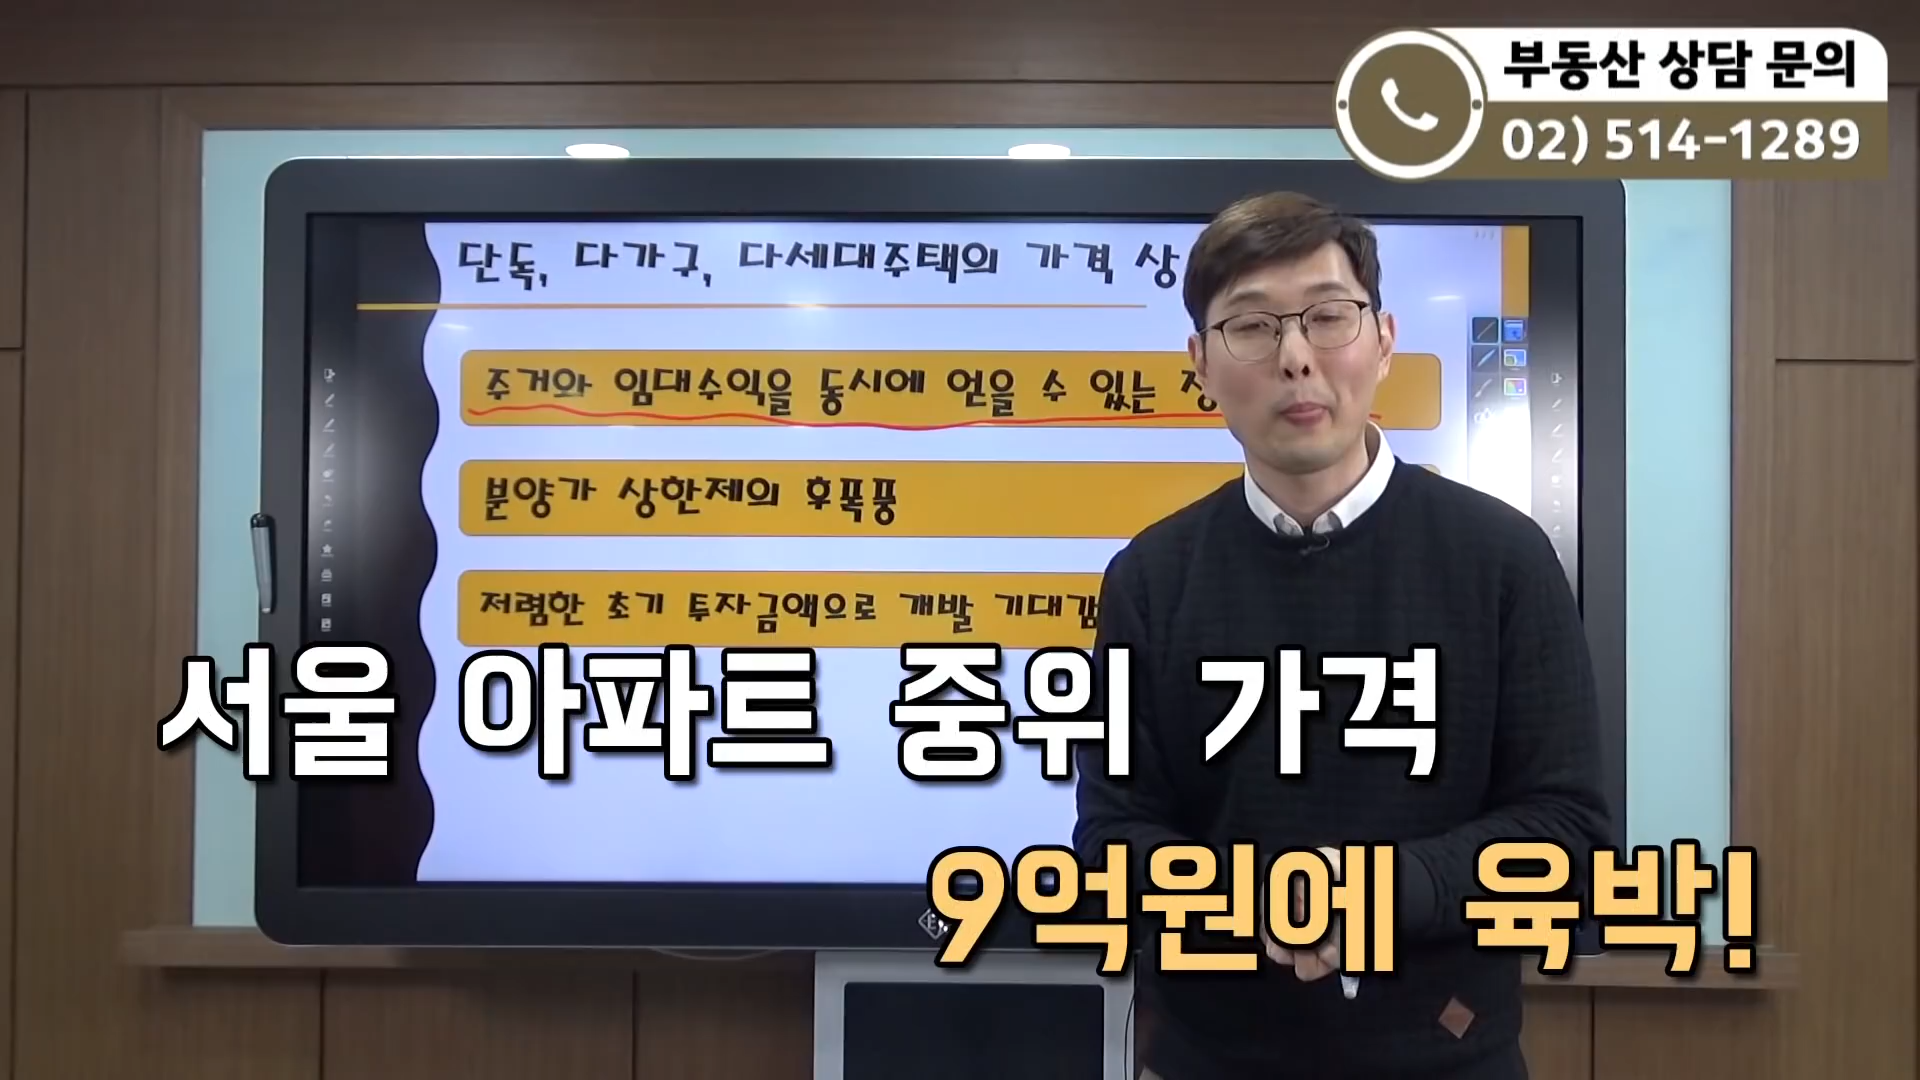 부동산 상담 문의
02) 514-1289
단독, 다가구, 다세대주택의 가격
주거와 임대수익을 동시에 얻을 수 있는
분양가 상한제의 후폭풍
저렴한 초기 투자금액으로 개발
서울 아파트 중위 가격
9억원에 육박!